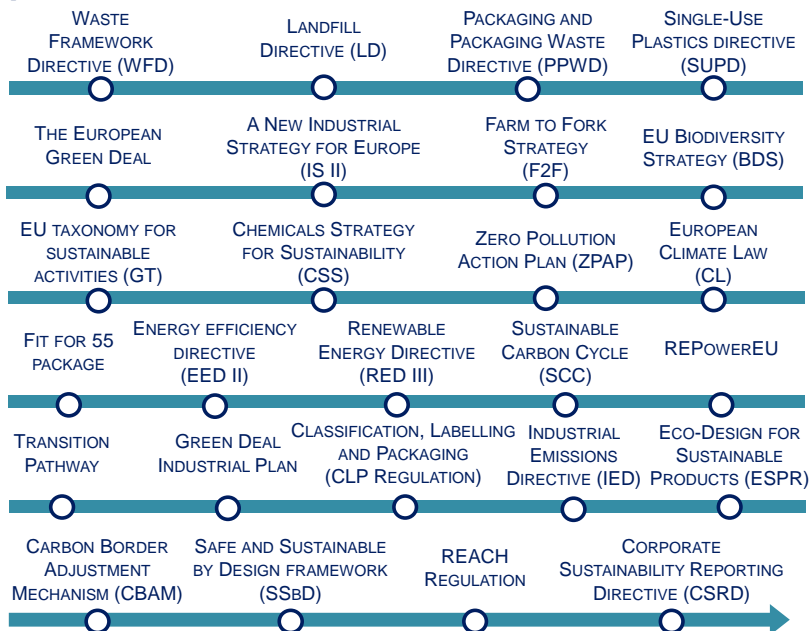 WASTE
FRAMEWORK
DIRECTIVE (WFD)
LANDFILL
DIRECTIVE (LD)
PACKAGING AND
PACKAGING WASTE
DIRECTIVE (PPWD)
SINGLE-USE
PLASTICS DIRECTIVE
(SUPD)
THE EUROPEAN
GREEN DEAL
A NEW INDUSTRIAL
STRATEGY FOR EUROPE
(IS II)
FARM TO FORK
STRATEGY
(F2F)
EU BIODIVERSITY
STRATEGY (BDS)
EU TAXONOMY FOR
SUSTAINABLE
ACTIVITIES (GT)
CHEMICALS STRATEGY
FOR SUSTAINABILITY
(CSS)
ZERO POLLUTION
ACTION PLAN (ZPAP)
EUROPEAN
CLIMATE LAW
(CL)
FIT FOR 55
PACKAGE
ENERGY EFFICIENCY
DIRECTIVE
(EED II)
RENEWABLE
ENERGY DIRECTIVE
(RED III)
SUSTAINABLE
CARBON CYCLE
(SCC)
REPOWEREU
TRANSITION
PATHWAY
GREEN DEAL
INDUSTRIAL PLAN
CLASSIFICATION, LABELLING
AND PACKAGING
(CLP REGULATION)
INDUSTRIAL
EMISSIONS
DIRECTIVE (IED)
ECO-DESIGN FOR
SUSTAINABLE
PRODUCTS (ESPR)
CARBON BORDER
ADJUSTMENT
MECHANISM (CBAM)
SAFE AND SUSTAINABLE
BY DESIGN FRAMEWORK
(SSBD)
REACH
REGULATION
CORPORATE
SUSTAINABILITY REPORTING
DIRECTIVE (CSRD)